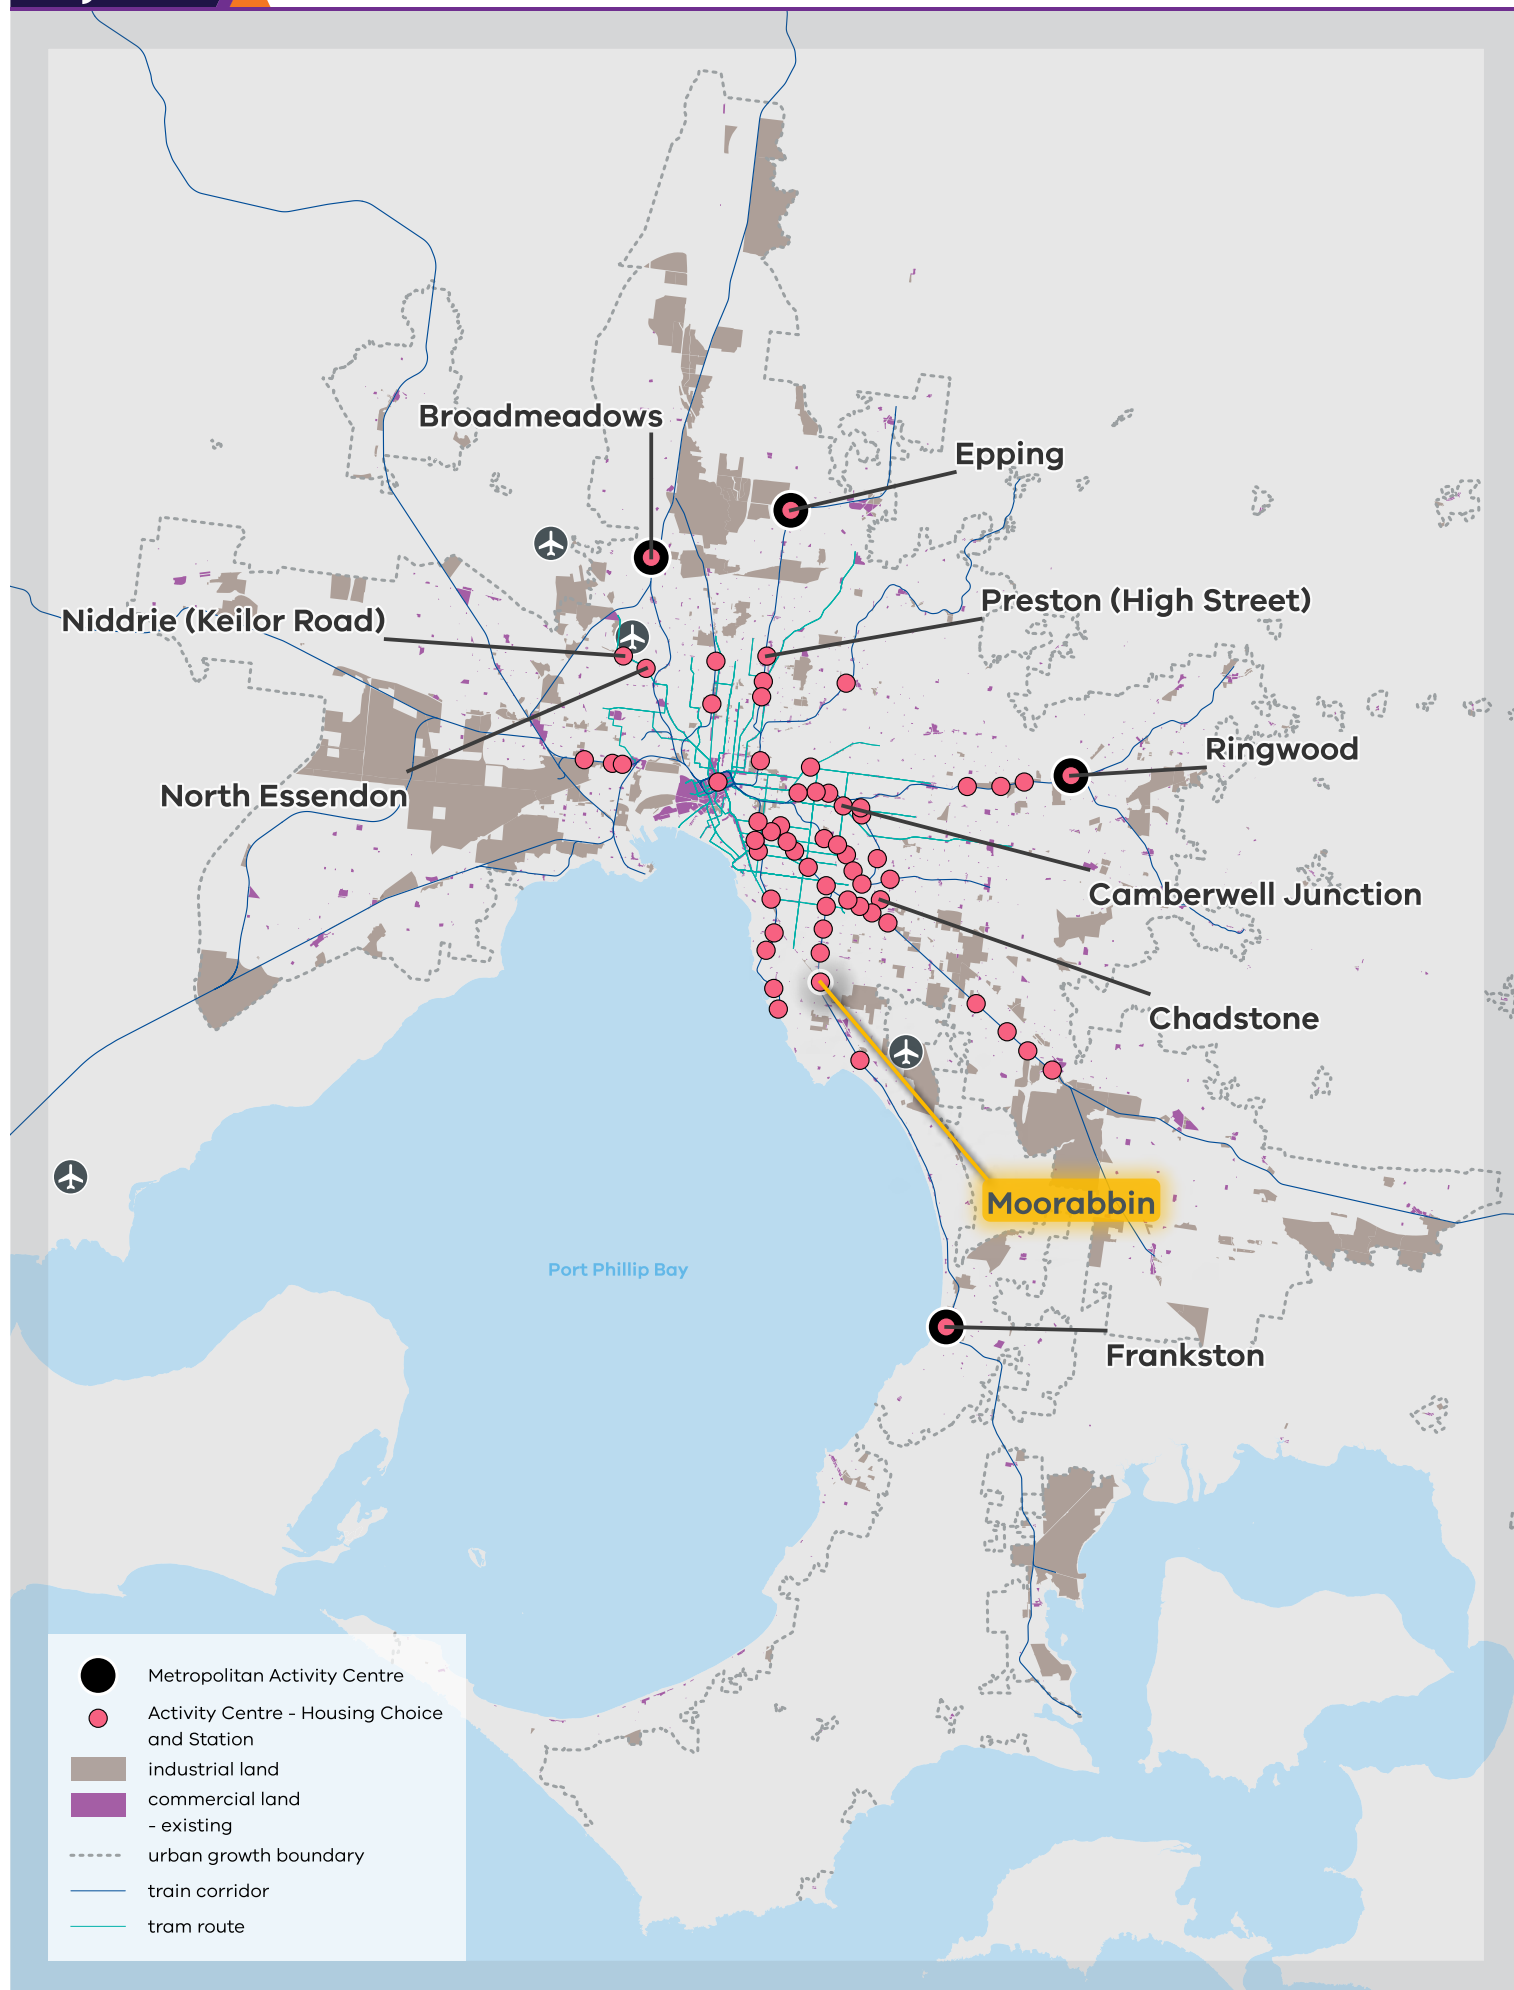 Broadmeadows
Epping
Preston (High Street)
Niddrie (Keilor Road)
Ringwood
North Essendon
Camberwell Junction
Chadstone
Moorabbin
Port Phillip Bay
Frankston
Metropolitan Activity Centre
Activity Centre - Housing Choice
and Station
industrial land
commercial land
- existing
urban growth boundary
train corridor
tram route